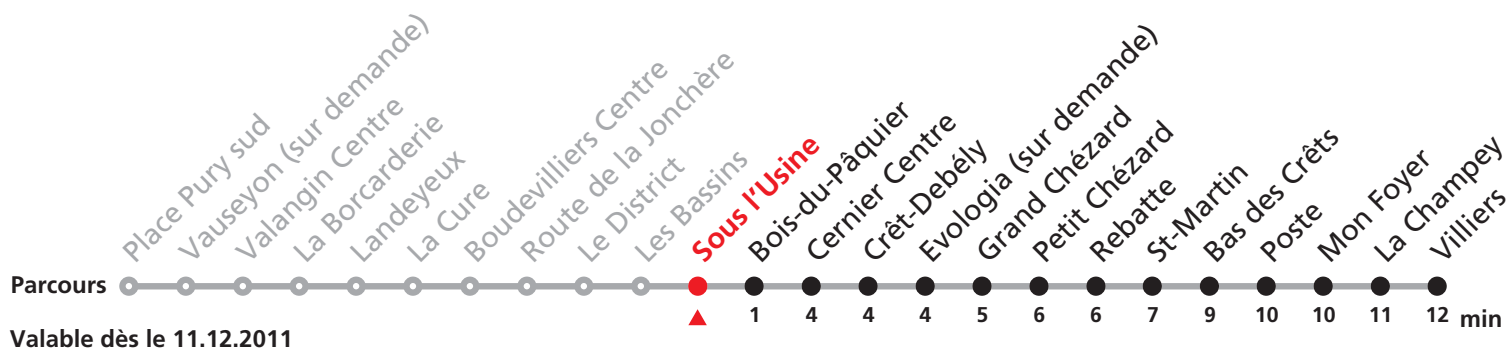 Place Pury sud
Vauseyon (sur demande)
Valangin Centre
La Borcarderie
Landeyeux
La Cure
Boudevilliers Centre
Route de la Jonchère
Le District
Les Bassins
Sous l'Usine
Bois-du-Pâquier
Cernier Centre
Crêt-Debély
Evologia (sur demande)
Grand Chézard
Petit Chézard
Rebatte
St-Martin
Bas des Crêts
Poste
Mon Foyer
La Champey
Villiers
Parcours
1 4 4 4 5 6 6 7 9 10 10 11 12 min
Valable dès le 11.12.2011